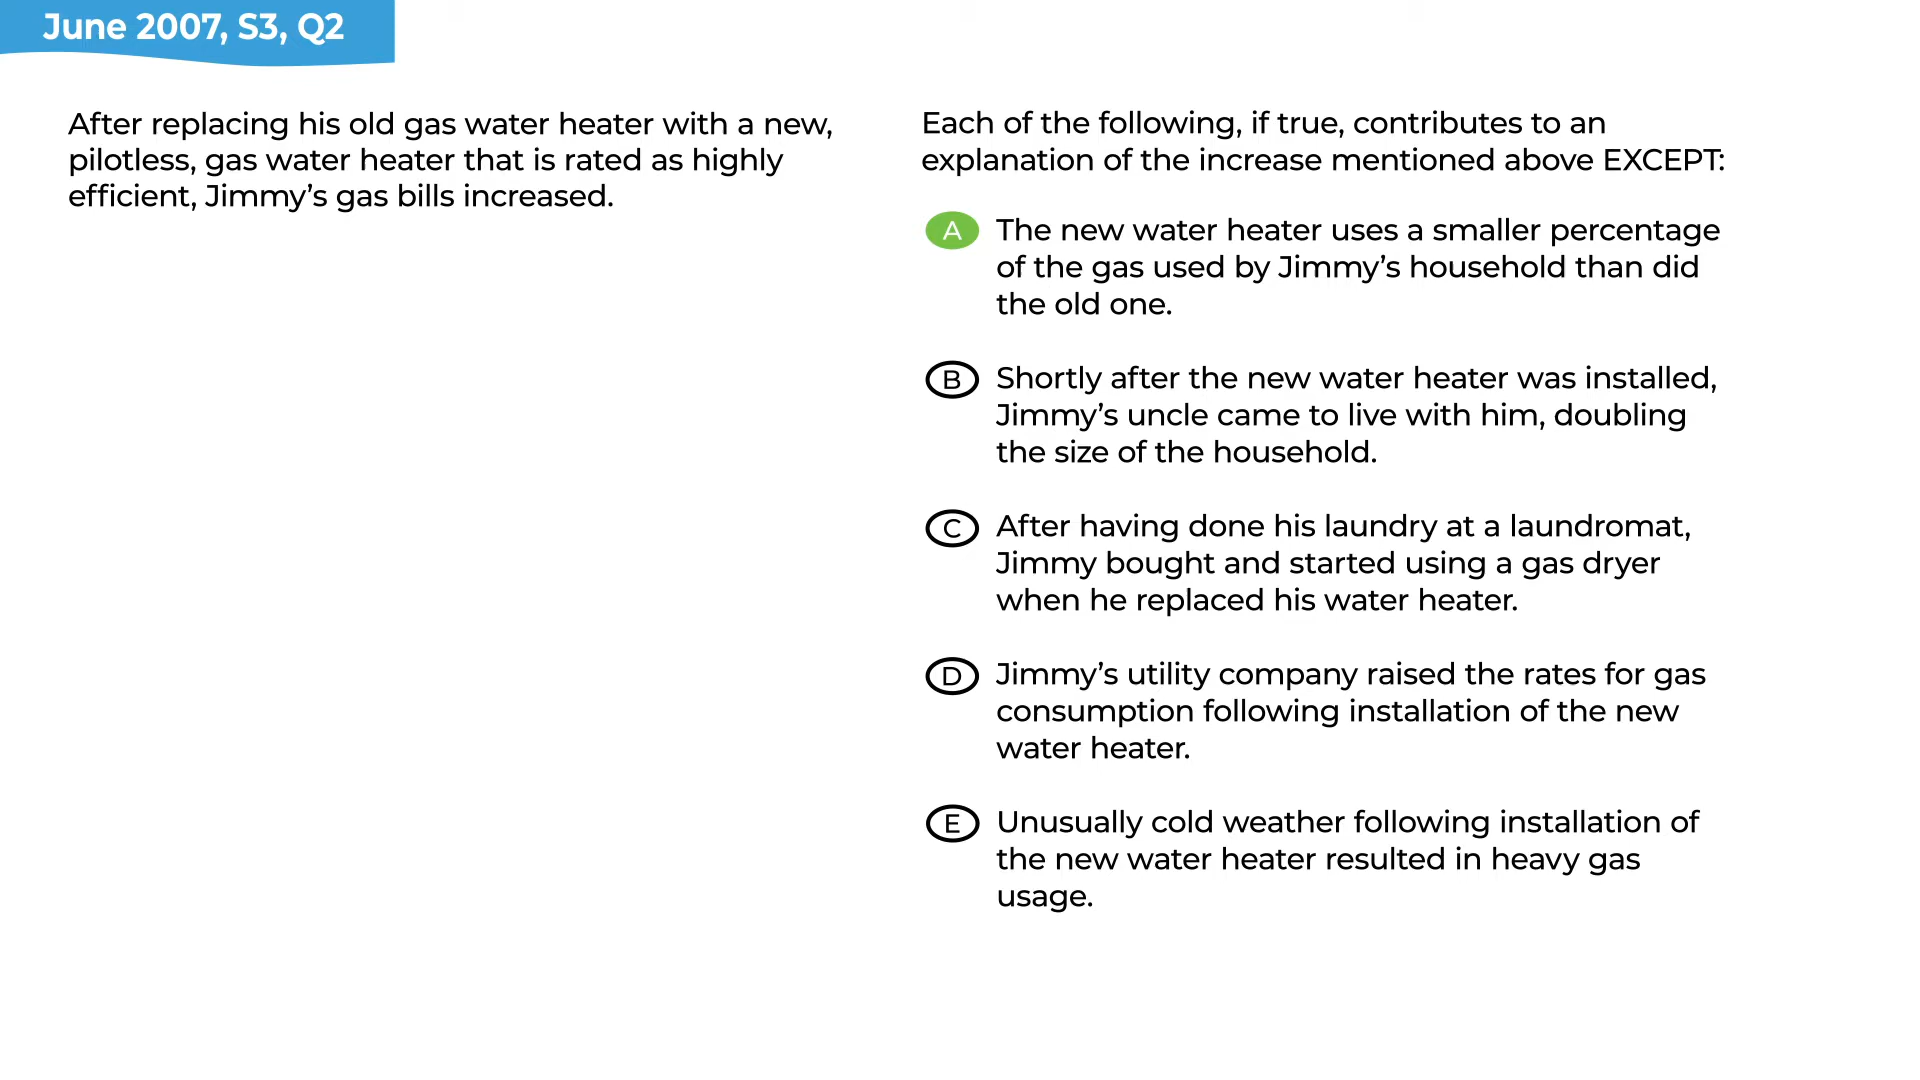 June 2007, S3, Q2
After replacing his old gas water heater with a new,
pilotless, gas water heater that is rated as highly
efficient, Jimmy's gas bills increased.
Each of the following, if true, contributes to an
explanation of the increase mentioned above EXCEPT:
A The new water heater uses a smaller percentage
of the gas used by Jimmy's household than did
the old one.
B Shortly after the new water heater was installed,
Jimmy's uncle came to live with him, doubling
the size of the household.
C After having done his laundry at a laundromat,
Jimmy bought and started using a gas dryer
when he replaced his water heater.
D Jimmy's utility company raised the rates for gas
consumption following installation of the new
water heater.
E Unusually cold weather following installation of
the new water heater resulted in heavy gas
usage.